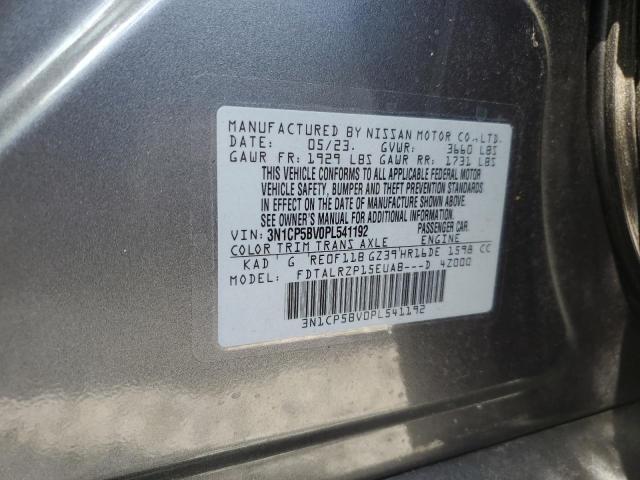 MANUFACTURED BY NISSAN MOTOR CO., LTD.
DATE: 05/23. GVWR: 3660 LBS
GAWR FR: 1929 LBS GAWR RR: 1731 LBS
THIS VEHICLE CONFORMS TO ALL APPLICABLE FEDERAL MOTOR
VEHICLE SAFETY, BUMPER AND THEFT PREVENTION STANDARDS
IN EFFECT ON THE DATE OF MANUFACTURE SHOWN ABOVE.
SEE OWNER'S MANUAL FOR ADDITIONAL INFORMATION.
VIN: 3N1CP5BV0PL541192 PASSENGER CAR.
COLOR TRIM TRANS AXLE ENGINE
KAD G RE0F11B GZ39 HR16DE 1598 CC
MODEL: FDTALRZP15EUAB---D 4Z000
3N1CP5BV0PL541192